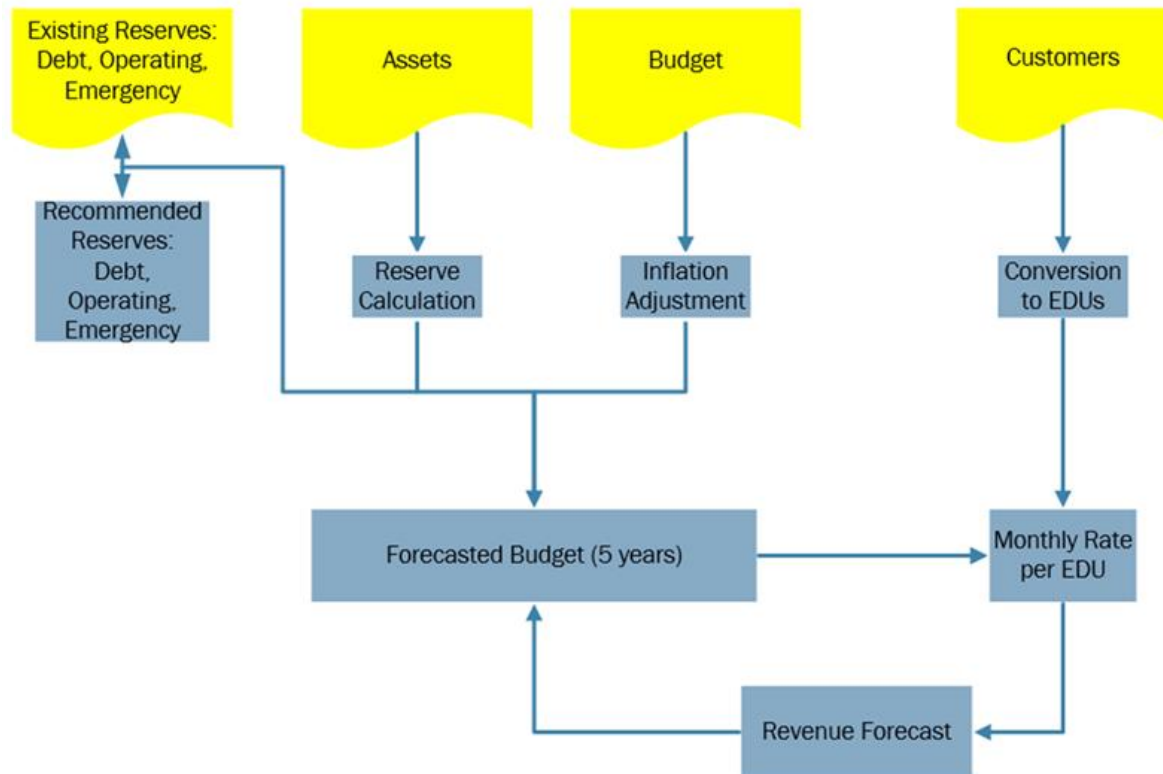 Existing Reserves:
Debt, Operating,
Emergency
Assets
Budget
Customers
Recommended
Reserves:
Debt,
Operating,
Emergency
Reserve
Calculation
Inflation
Adjustment
Conversion
to EDUs
Forecasted Budget (5 years)
Monthly Rate
per EDU
Revenue Forecast